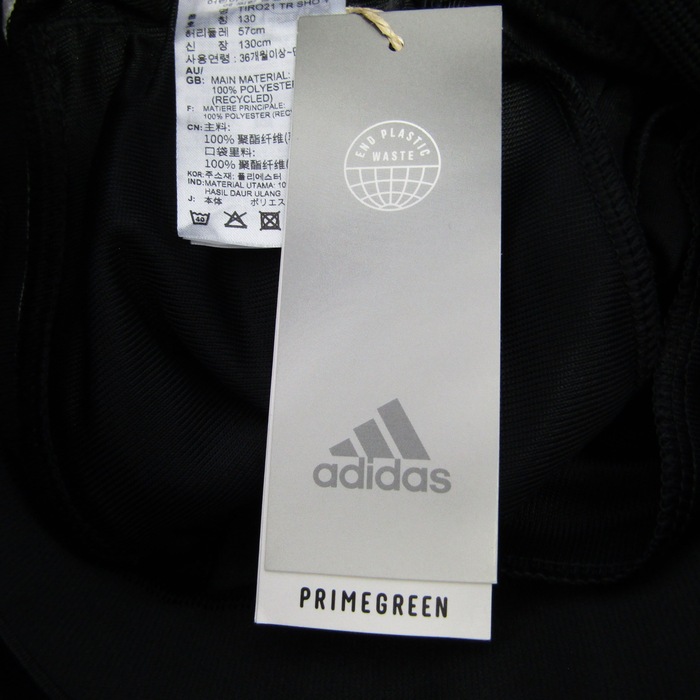 TIRO21 TR SHO
칭 130
허리둘레 57cm
신 장 130cm
사용연령 : 36개월이상~
AU/
GB: MAIN MATERIAL:
100% POLYESTER
(RECYCLED)
F: MATIERE PRINCIPALE:
100% POLYESTER (REC
CN: 主料:
100% 聚酯纤维(
口袋里料:
100% 聚酯纤维(
KOR: 주소재: 폴리에스터
IND: MATERIAL UTAMA: 10
HASIL DAUR ULANG
J: 本体 ポリエス
40
END PLASTIC
WASTE
adidas
PRIMEGREEN